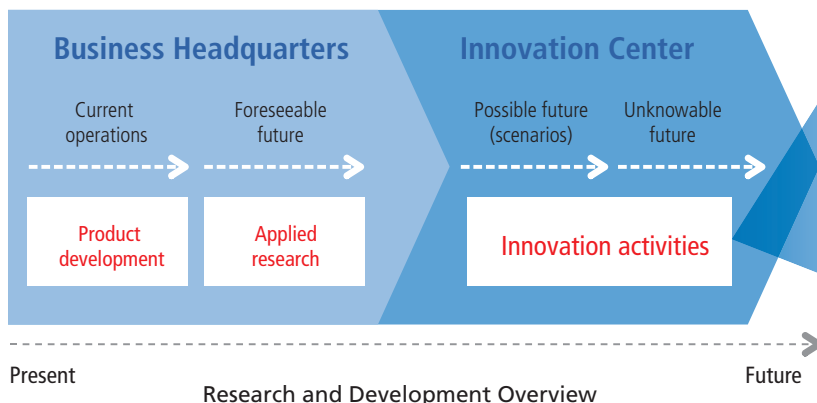 Business Headquarters
Innovation Center
Current
operations
Foreseeable
future
Possible future
(scenarios)
Unknowable
future
Product
development
Applied
research
Innovation activities
Present
Future
Research and Development Overview